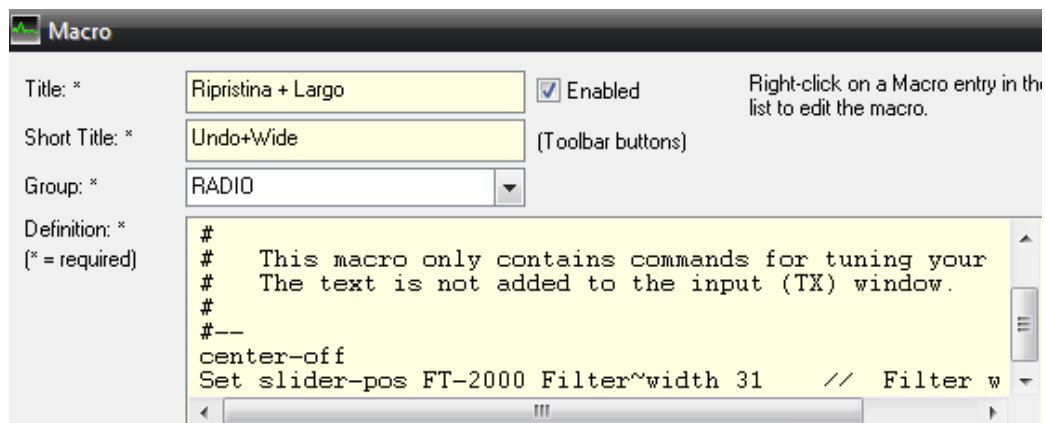 Macro
Title: * Ripristina + Largo Enabled Right-click on a Macro entry in the
list to edit the macro.
Short Title: * Undo+Wide (Toolbar buttons)
Group: * RADIO
Definition: *
(* = required)
#
# This macro only contains commands for tuning your
# The text is not added to the input (TX) window.
#
#--
center-off
Set slider-pos FT-2000 Filter~width 31 // Filter w